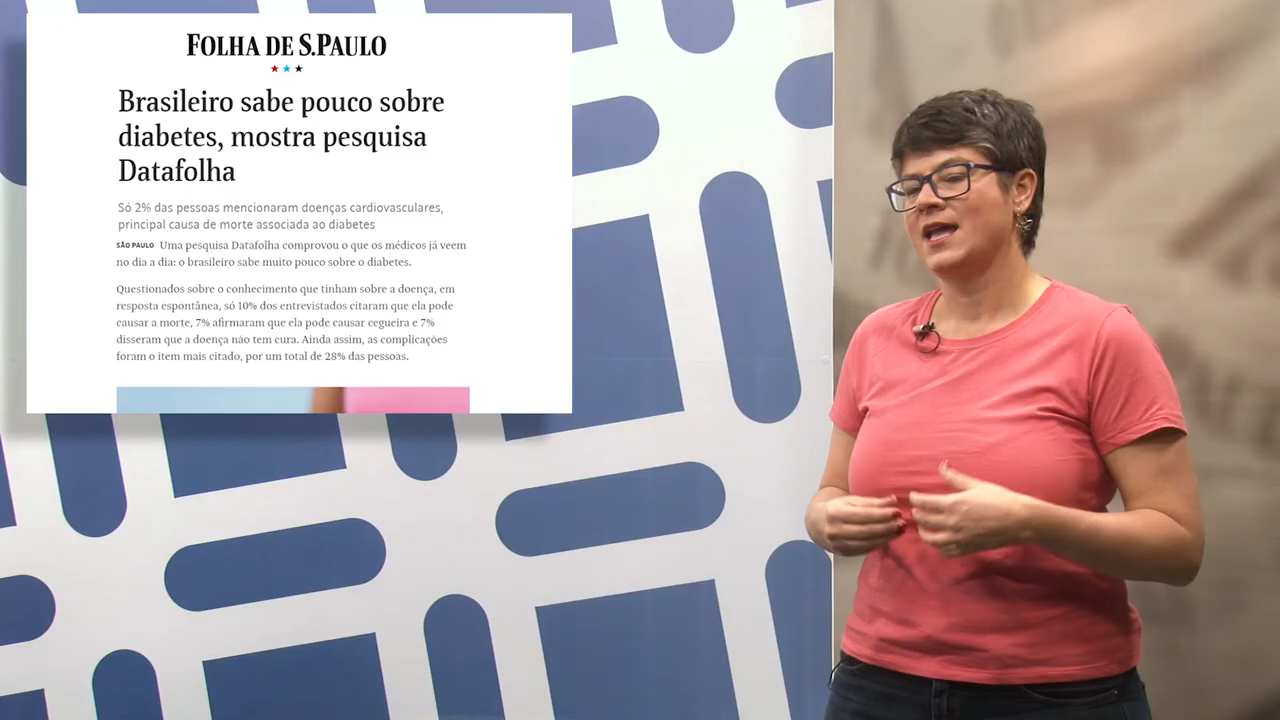 FOLHA DE S.PAULO
Brasileiro sabe pouco sobre
diabetes, mostra pesquisa
Datafolha
Só 2% das pessoas mencionaram doenças cardiovasculares,
principal causa de morte associada ao diabetes
SÃO PAULO Uma pesquisa Datafolha comprovou o que os médicos já veem
no dia a dia: o brasileiro sabe muito pouco sobre o diabetes.
Questionados sobre o conhecimento que tinham sobre a doença, em
resposta espontânea, só 10% dos entrevistados citaram que ela pode
causar a morte, 7% afirmaram que ela pode causar cegueira e 7%
disseram que a doença não tem cura. Ainda assim, as complicações
foram o item mais citado, por um total de 28% das pessoas.